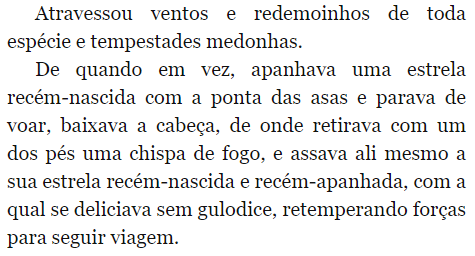 Atravessou ventos e redemoinhos de toda
espécie e tempestades medonhas.
De quando em vez, apanhava uma estrela
recém-nascida com a ponta das asas e parava de
voar, baixava a cabeça, de onde retirava com um
dos pés uma chispa de fogo, e assava ali mesmo a
sua estrela recém-nascida e recém-apanhada, com a
qual se deliciava sem gulodice, retemperando forças
para seguir viagem.